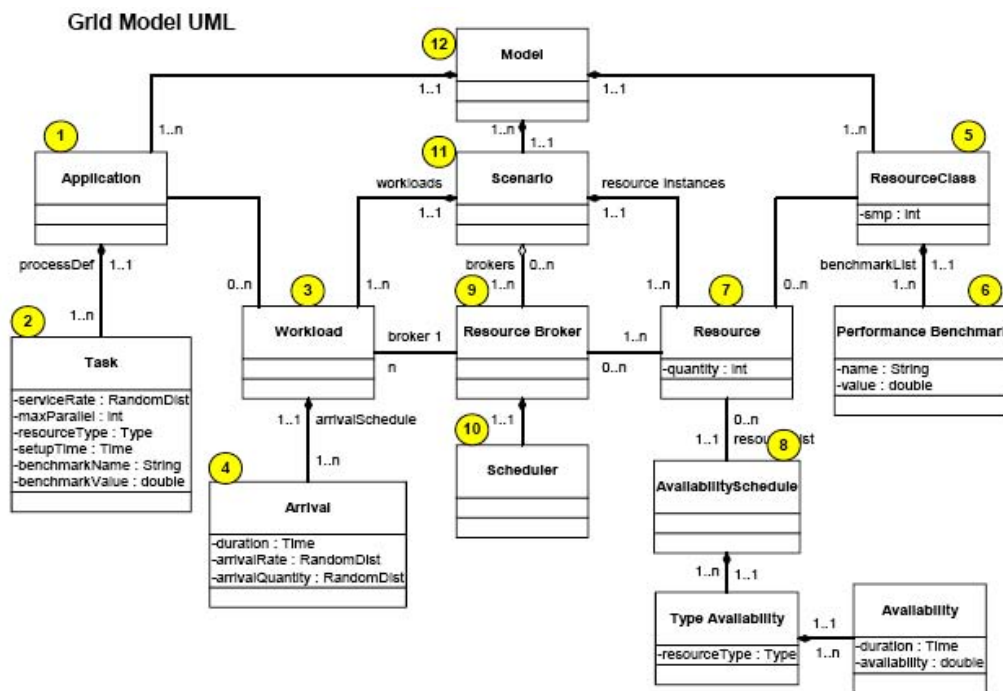 Grid Model UML
12
Model
1..1
1..1
1..n
1..1
1..n
1..n
1
Application
11
Scenario
workloads
1..1
resource instances
1..1
5
ResourceClass
-smp : int
processDef
1..1
1..n
brokers
0..n
1..n
benchmarkList
1..1
1..n
0..n
1..n
1..n
0..n
2
Task
-serviceRate : RandomDist
-maxParallel : int
-resourceType : Type
-setupTime : Time
-benchmarkName : String
-benchmarkValue : double
3
Workload
broker 1
n
9
Resource Broker
1..n
0..n
7
Resource
-quantity : int
6
Performance Benchmark
-name : String
-value : double
1..1
arrivalSchedule
1..n
1..1
0..n
1..1
4
Arrival
-duration : Time
-arrivalRate : RandomDist
-arrivalQuantity : RandomDist
10
Scheduler
8
AvailabilitySchedule
1..n
1..1
Type Availability
-resourceType : Type
1..1
1..n
Availability
-duration : Time
-availability : double